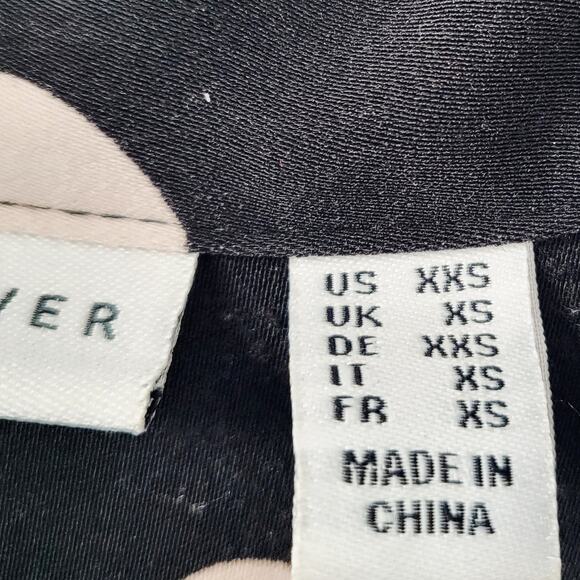 VER
US XXS
UK XS
DE XXS
IT XS
FR XS
MADE IN
CHINA